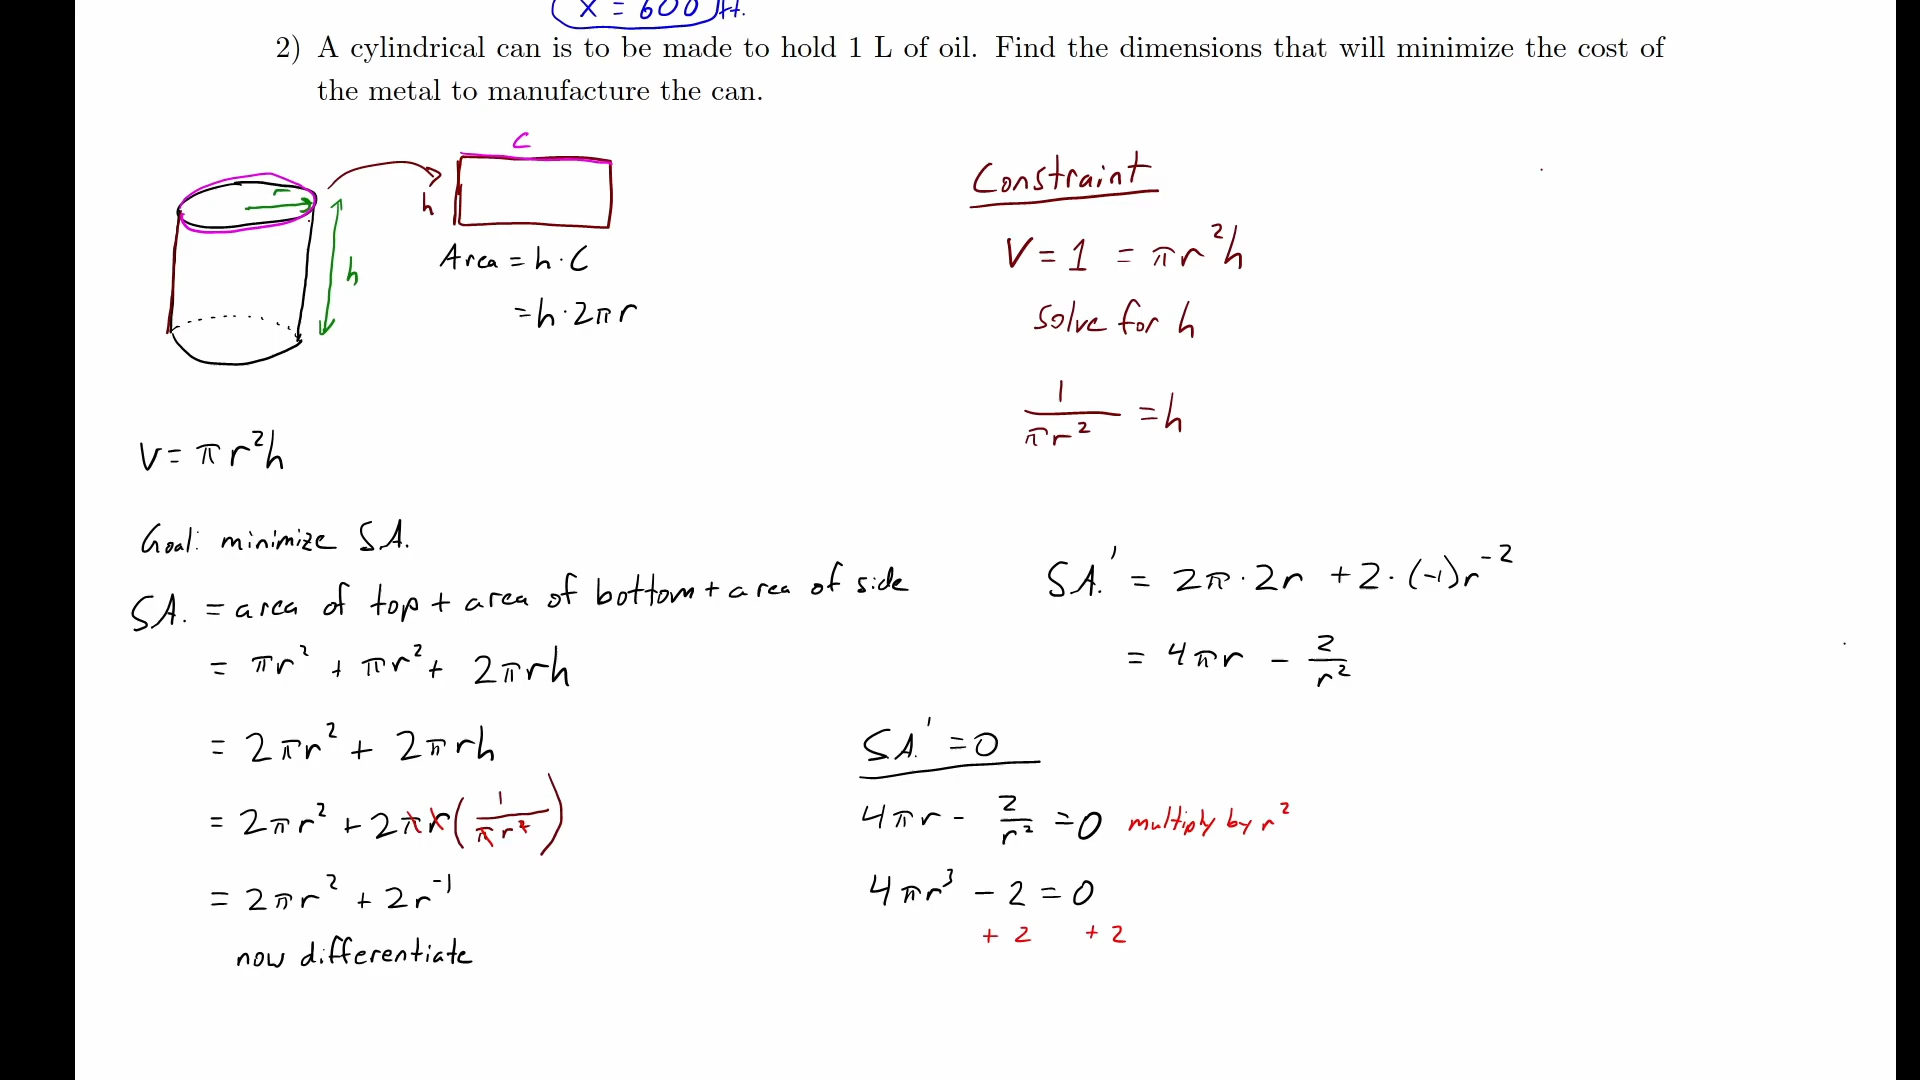 x = 600 ft.
2) A cylindrical can is to be made to hold 1 L of oil. Find the dimensions that will minimize the cost of
the metal to manufacture the can.
r
h
C
h
Area = h · C
= h · 2πr
V = πr²h
Goal: minimize S.A.
S.A. = area of top + area of bottom + area of side
= πr² + πr² + 2πrh
= 2πr² + 2πrh
= 2πr² + 2πr(1/πr²)
= 2πr² + 2r⁻¹
now differentiate
Constraint
V = 1 = πr²h
Solve for h
1/πr² = h
S.A.' = 2π · 2r + 2 · (-1)r⁻²
= 4πr - 2/r²
S.A.' = 0
4πr - 2/r² = 0 multiply by r²
4πr³ - 2 = 0
+ 2 + 2